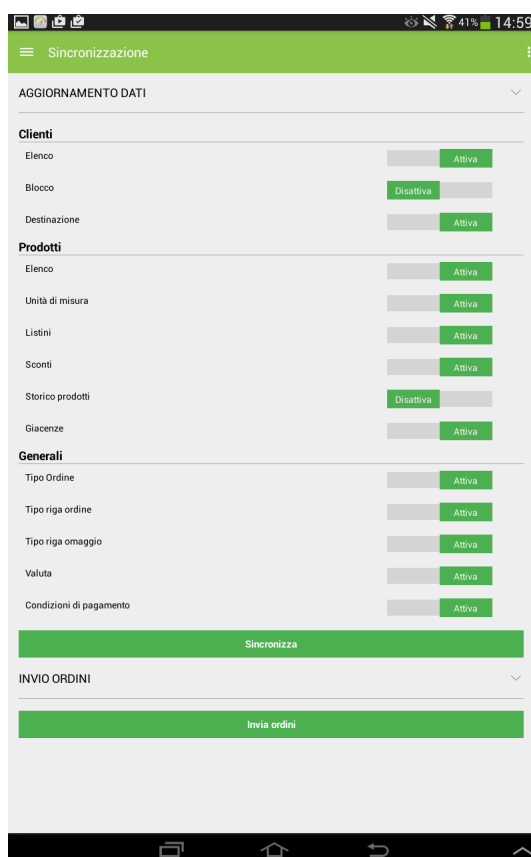 41% 14:59
Sincronizzazione
AGGIORNAMENTO DATI
Clienti
Elenco Attiva
Blocco Disattiva
Destinazione Attiva
Prodotti
Elenco Attiva
Unità di misura Attiva
Listini Attiva
Sconti Attiva
Storico prodotti Disattiva
Giacenze Attiva
Generali
Tipo Ordine Attiva
Tipo riga ordine Attiva
Tipo riga omaggio Attiva
Valuta Attiva
Condizioni di pagamento Attiva
Sincronizza
INVIO ORDINI
Invia ordini